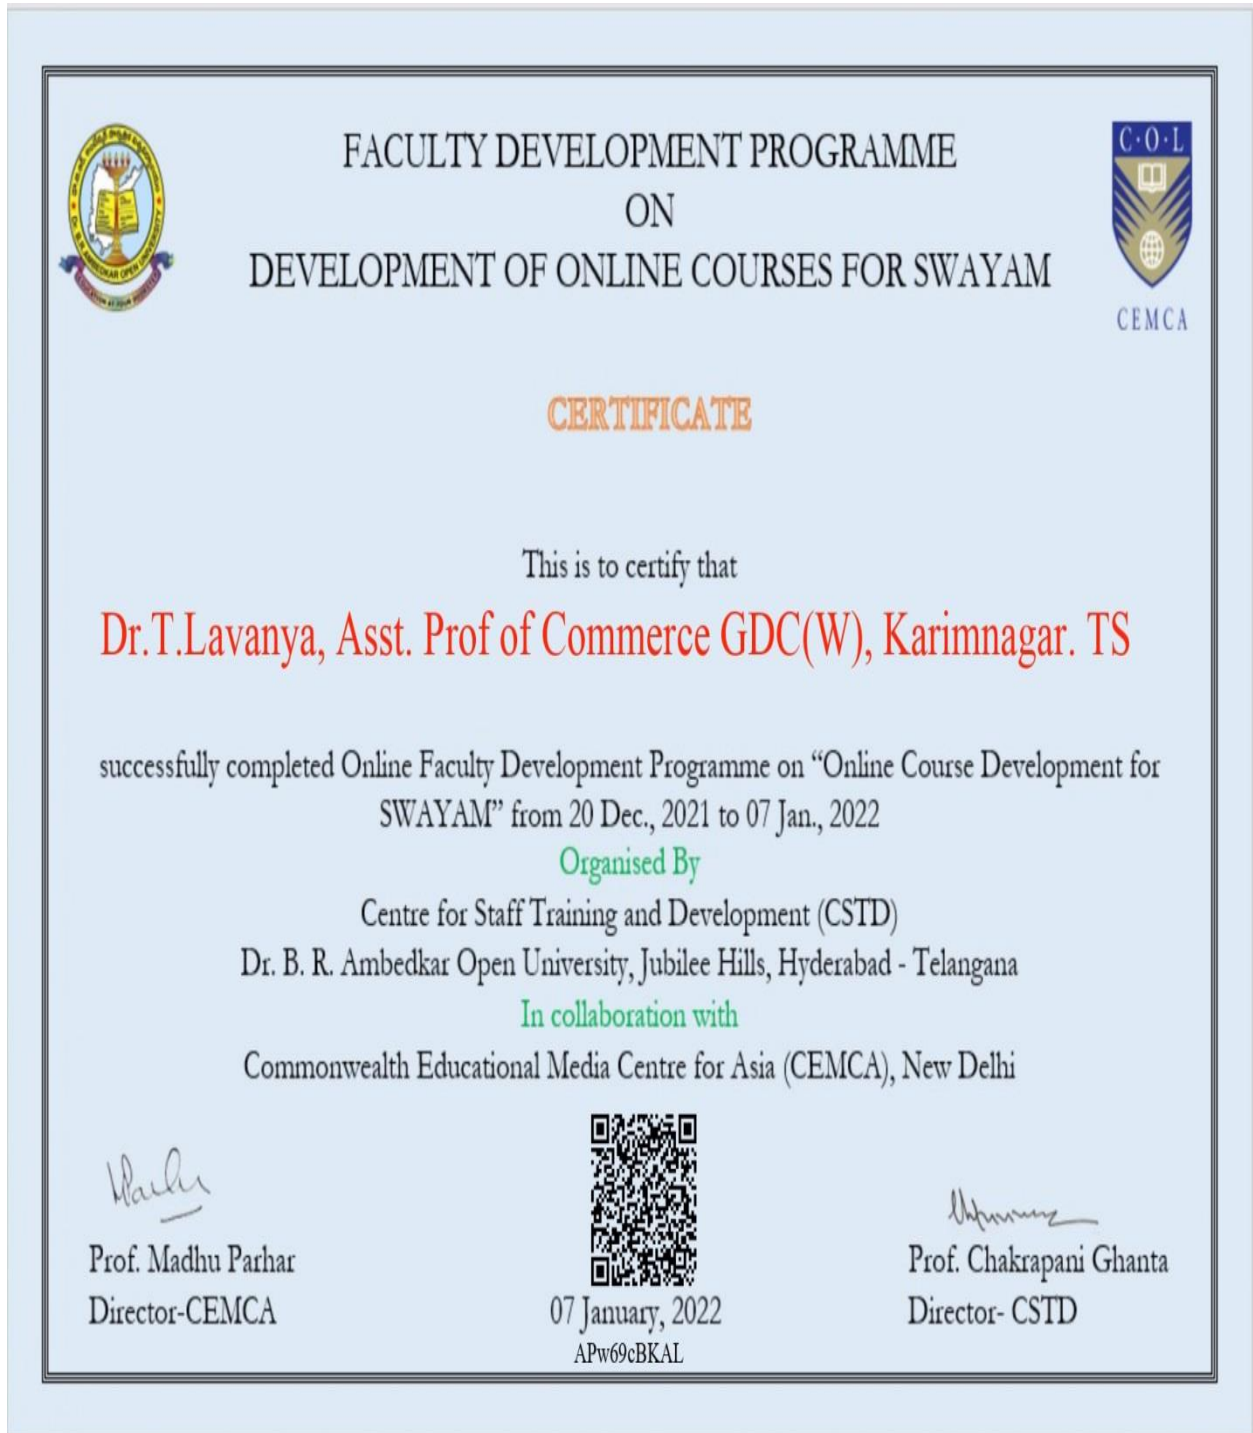 FACULTY DEVELOPMENT PROGRAMME
ON
DEVELOPMENT OF ONLINE COURSES FOR SWAYAM
Dr. B.R. AMBEDKAR OPEN UNIVERSITY
C·O·L
CEMCA
CERTIFICATE
This is to certify that
Dr.T.Lavanya, Asst. Prof of Commerce GDC(W), Karimnagar. TS
successfully completed Online Faculty Development Programme on “Online Course Development for
SWAYAM” from 20 Dec., 2021 to 07 Jan., 2022
Organised By
Centre for Staff Training and Development (CSTD)
Dr. B. R. Ambedkar Open University, Jubilee Hills, Hyderabad - Telangana
In collaboration with
Commonwealth Educational Media Centre for Asia (CEMCA), New Delhi
Prof. Madhu Parhar
Director-CEMCA
07 January, 2022
APw69cBKAL
Prof. Chakrapani Ghanta
Director- CSTD